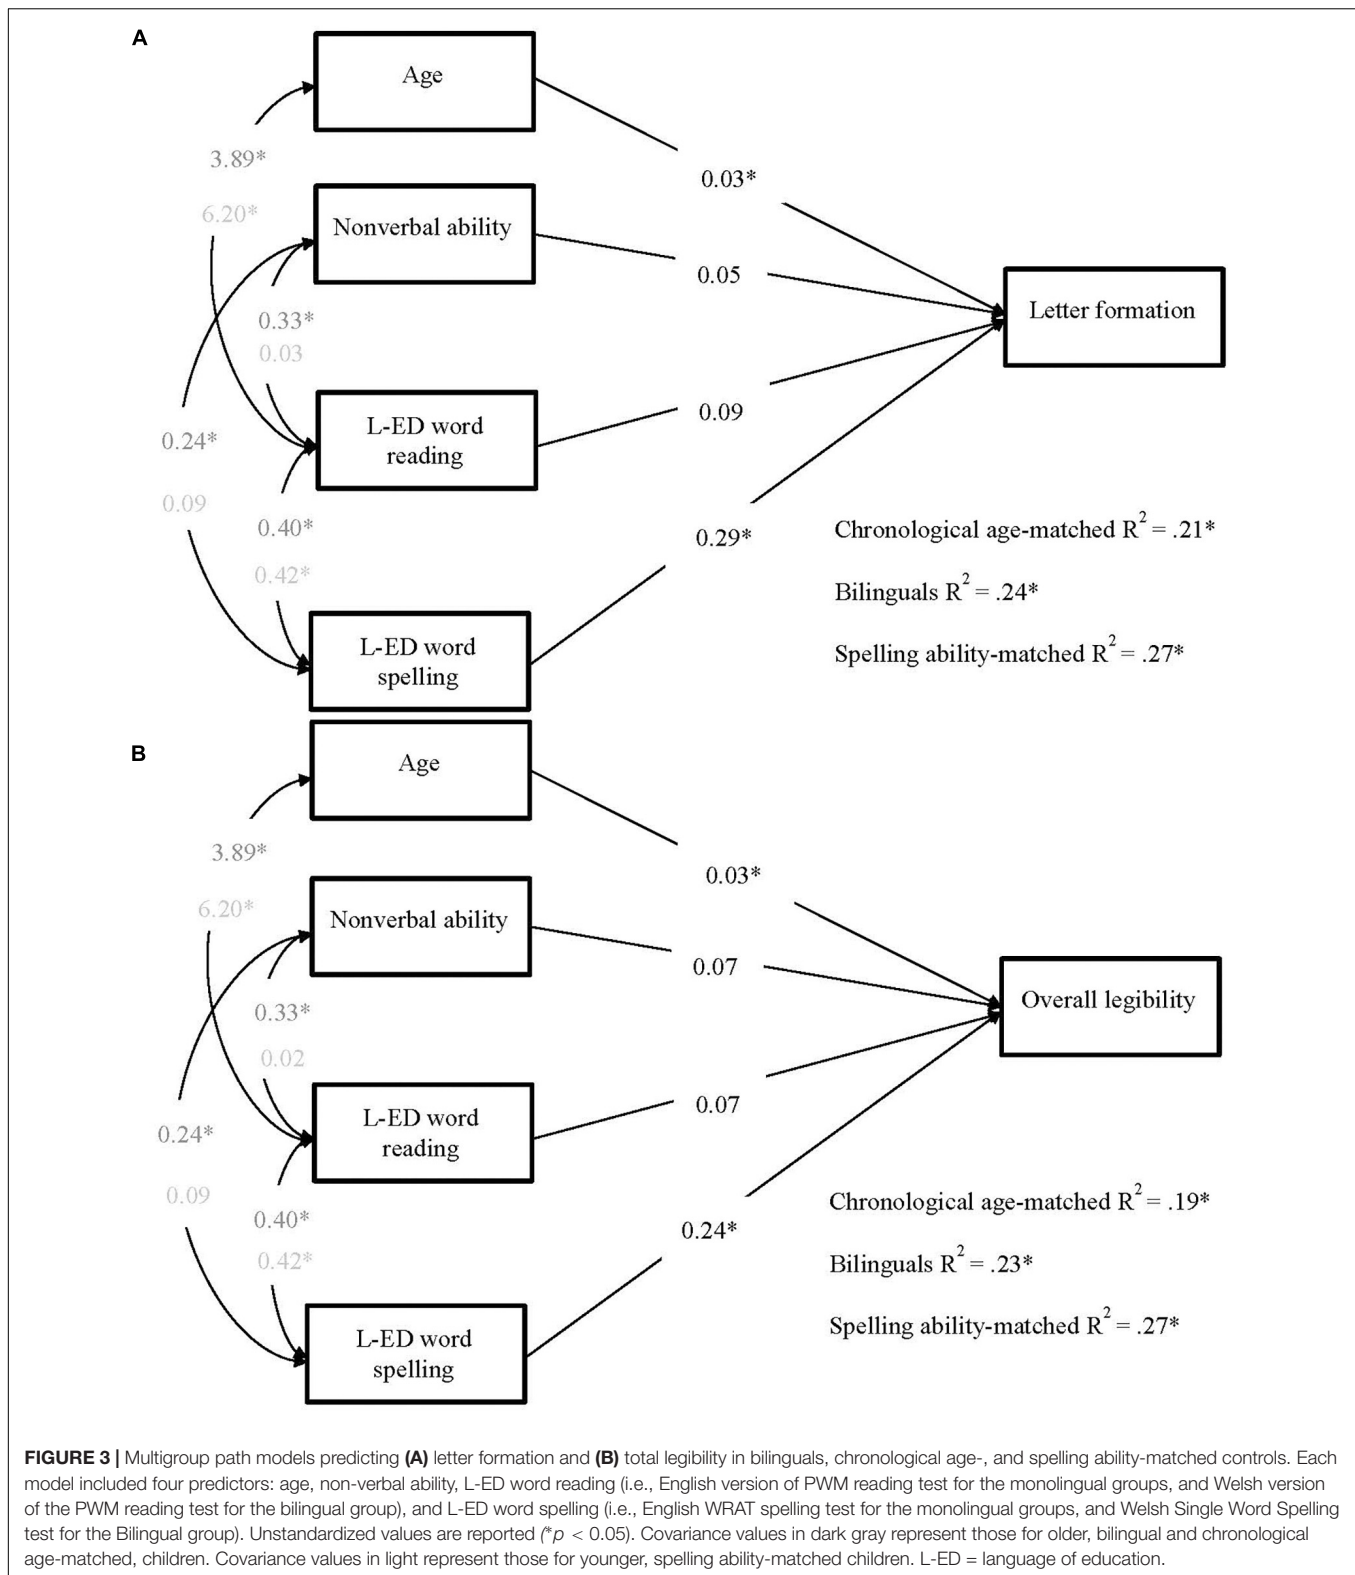 A
Age
3.89*
0.03*
6.20*
Nonverbal ability
0.05
Letter formation
0.33*
0.03
L-ED word
reading
0.09
0.24*
0.09
0.40*
0.29*
Chronological age-matched R² = .21*
0.42*
Bilinguals R² = .24*
L-ED word
spelling
Spelling ability-matched R² = .27*
B
Age
3.89*
0.03*
6.20*
Nonverbal ability
0.07
Overall legibility
0.33*
0.02
L-ED word
reading
0.07
0.24*
0.09
0.40*
0.24*
Chronological age-matched R² = .19*
0.42*
Bilinguals R² = .23*
L-ED word
spelling
Spelling ability-matched R² = .27*
FIGURE 3 | Multigroup path models predicting (A) letter formation and (B) total legibility in bilinguals, chronological age-, and spelling ability-matched controls. Each
model included four predictors: age, non-verbal ability, L-ED word reading (i.e., English version of PWM reading test for the monolingual groups, and Welsh version
of the PWM reading test for the bilingual group), and L-ED word spelling (i.e., English WRAT spelling test for the monolingual groups, and Welsh Single Word Spelling
test for the Bilingual group). Unstandardized values are reported (*p < 0.05). Covariance values in dark gray represent those for older, bilingual and chronological
age-matched, children. Covariance values in light represent those for younger, spelling ability-matched children. L-ED = language of education.